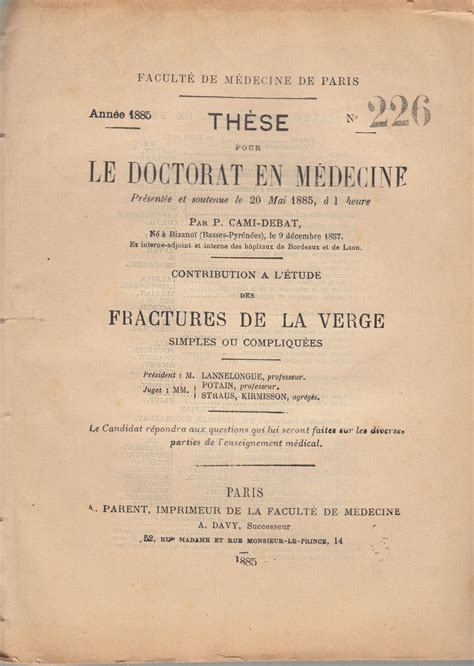 FACULTÉ DE MÉDECINE DE PARIS
Année 1885 THÈSE N° 226
POUR
LE DOCTORAT EN MÉDECINE
Présentée et soutenue le 20 Mai 1885, à 1 heure
PAR P. CAMI-DEBAT,
Né à Bizanoï (Basses-Pyrénées), le 9 décembre 1857.
Ex interne-adjoint et interne des hôpitaux de Bordeaux et de Laon.
CONTRIBUTION A L'ÉTUDE
DES
FRACTURES DE LA VERGE
SIMPLES OU COMPLIQUÉES
Président : M. LANNELONGUE, professeur.
Juges : MM. { POTAIN, professeur.
STRAUS, KIRMISSON, agrégés.
Le Candidat répondra aux questions qui lui seront faites sur les diverses
parties de l'enseignement médical.
PARIS
A. PARENT, IMPRIMEUR DE LA FACULTÉ DE MÉDECINE
A. DAVY, Successeur
52, RUE MADAME ET RUE MONSIEUR-LE-PRINCE, 14
1885